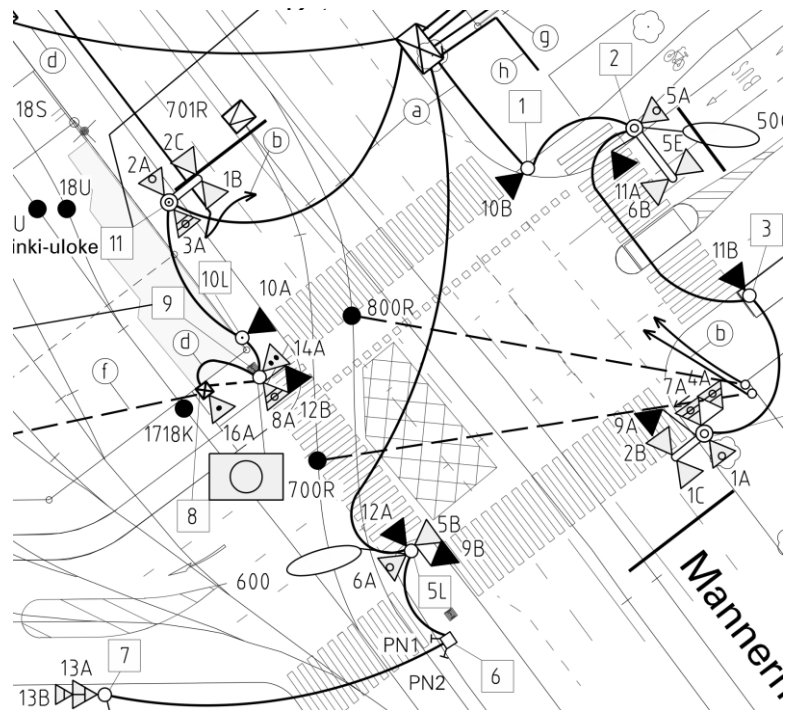 g
d
h
2
5A
18S
701R
a
1
500
2C
b
5E
2A
1B
11A
18U
10B
6B
U
3A
inki-uloke
11
11B
3
10L
10A
9
800R
b
d
14A
f
7A
4A
8A
12B
9A
1718K
16A
2B
1A
700R
1C
8
12A
5B
9B
600
6A
5L
Mannerh
PN1
7
6
13A
PN2
13B